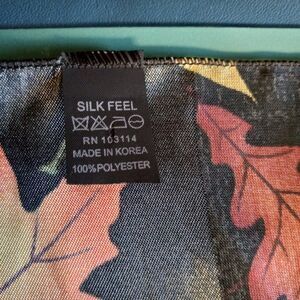 SILK FEEL
RN 103114
MADE IN KOREA
100% POLYESTER